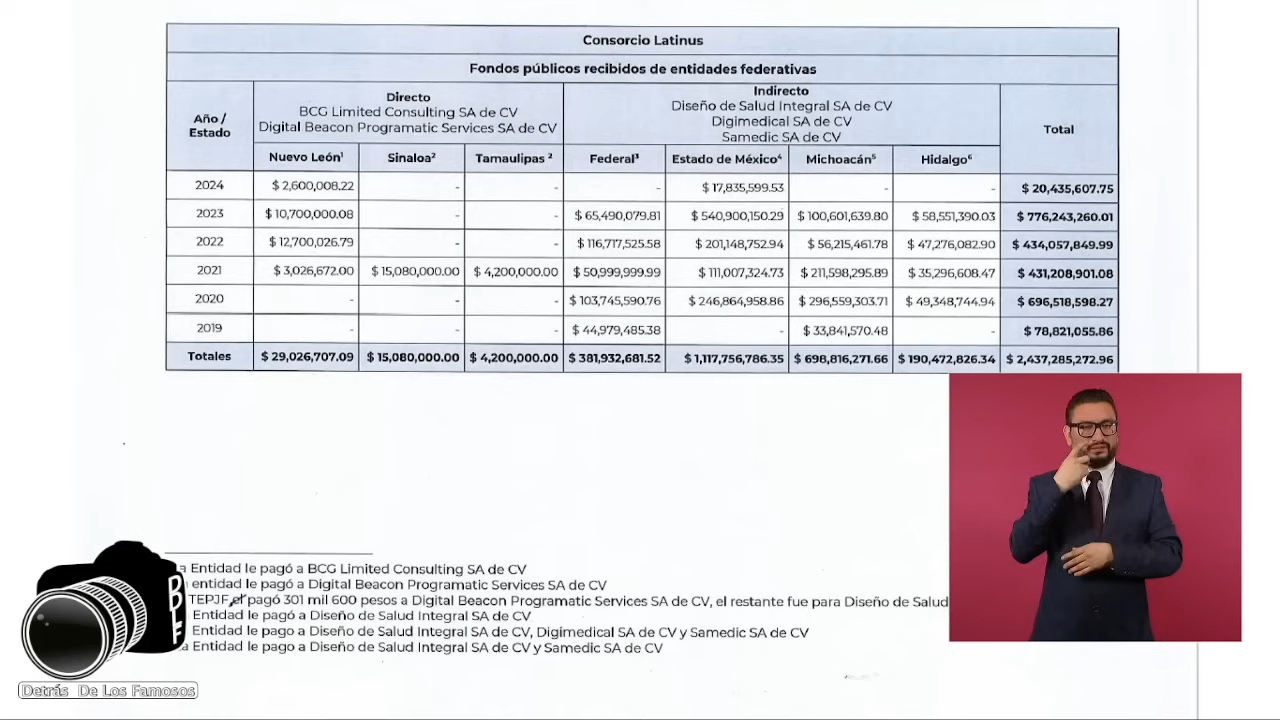 Consorcio Latinus
Fondos públicos recibidos de entidades federativas
Año / Estado
Directo
BCG Limited Consulting SA de CV
Digital Beacon Programatic Services SA de CV
Indirecto
Diseño de Salud Integral SA de CV
Digimedical SA de CV
Samedic SA de CV
Total
Nuevo León¹ Sinaloa² Tamaulipas ² Federal³ Estado de México⁴ Michoacán⁵ Hidalgo⁶
2024 $ 2,600,008.22 - - - $ 17,835,599.53 - - $ 20,435,607.75
2023 $ 10,700,000.08 - - $ 65,490,079.81 $ 540,900,150.29 $ 100,601,639.80 $ 58,551,390.03 $ 776,243,260.01
2022 $ 12,700,026.79 - - $ 116,717,525.58 $ 201,148,752.94 $ 56,215,461.78 $ 47,276,082.90 $ 434,057,849.99
2021 $ 3,026,672.00 $ 15,080,000.00 $ 4,200,000.00 $ 50,999,999.99 $ 111,007,324.73 $ 211,598,295.89 $ 35,296,608.47 $ 431,208,901.08
2020 - - - $ 103,745,590.76 $ 246,864,958.86 $ 296,559,303.71 $ 49,348,744.94 $ 696,518,598.27
2019 - - - $ 44,979,485.38 - $ 33,841,570.48 - $ 78,821,055.86
Totales $ 29,026,707.09 $ 15,080,000.00 $ 4,200,000.00 $ 381,932,681.52 $ 1,117,756,786.35 $ 698,816,271.66 $ 190,472,826.34 $ 2,437,285,272.96
a Entidad le pagó a BCG Limited Consulting SA de CV
entidad le pagó a Digital Beacon Programatic Services SA de CV
TEPJF pagó 301 mil 600 pesos a Digital Beacon Programatic Services SA de CV, el restante fue para Diseño de Salud
Entidad le pagó a Diseño de Salud Integral SA de CV
Entidad le pago a Diseño de Salud Integral SA de CV, Digimedical SA de CV y Samedic SA de CV
a Entidad le pago a Diseño de Salud Integral SA de CV y Samedic SA de CV
BDLF
Detrás De Los Famosos